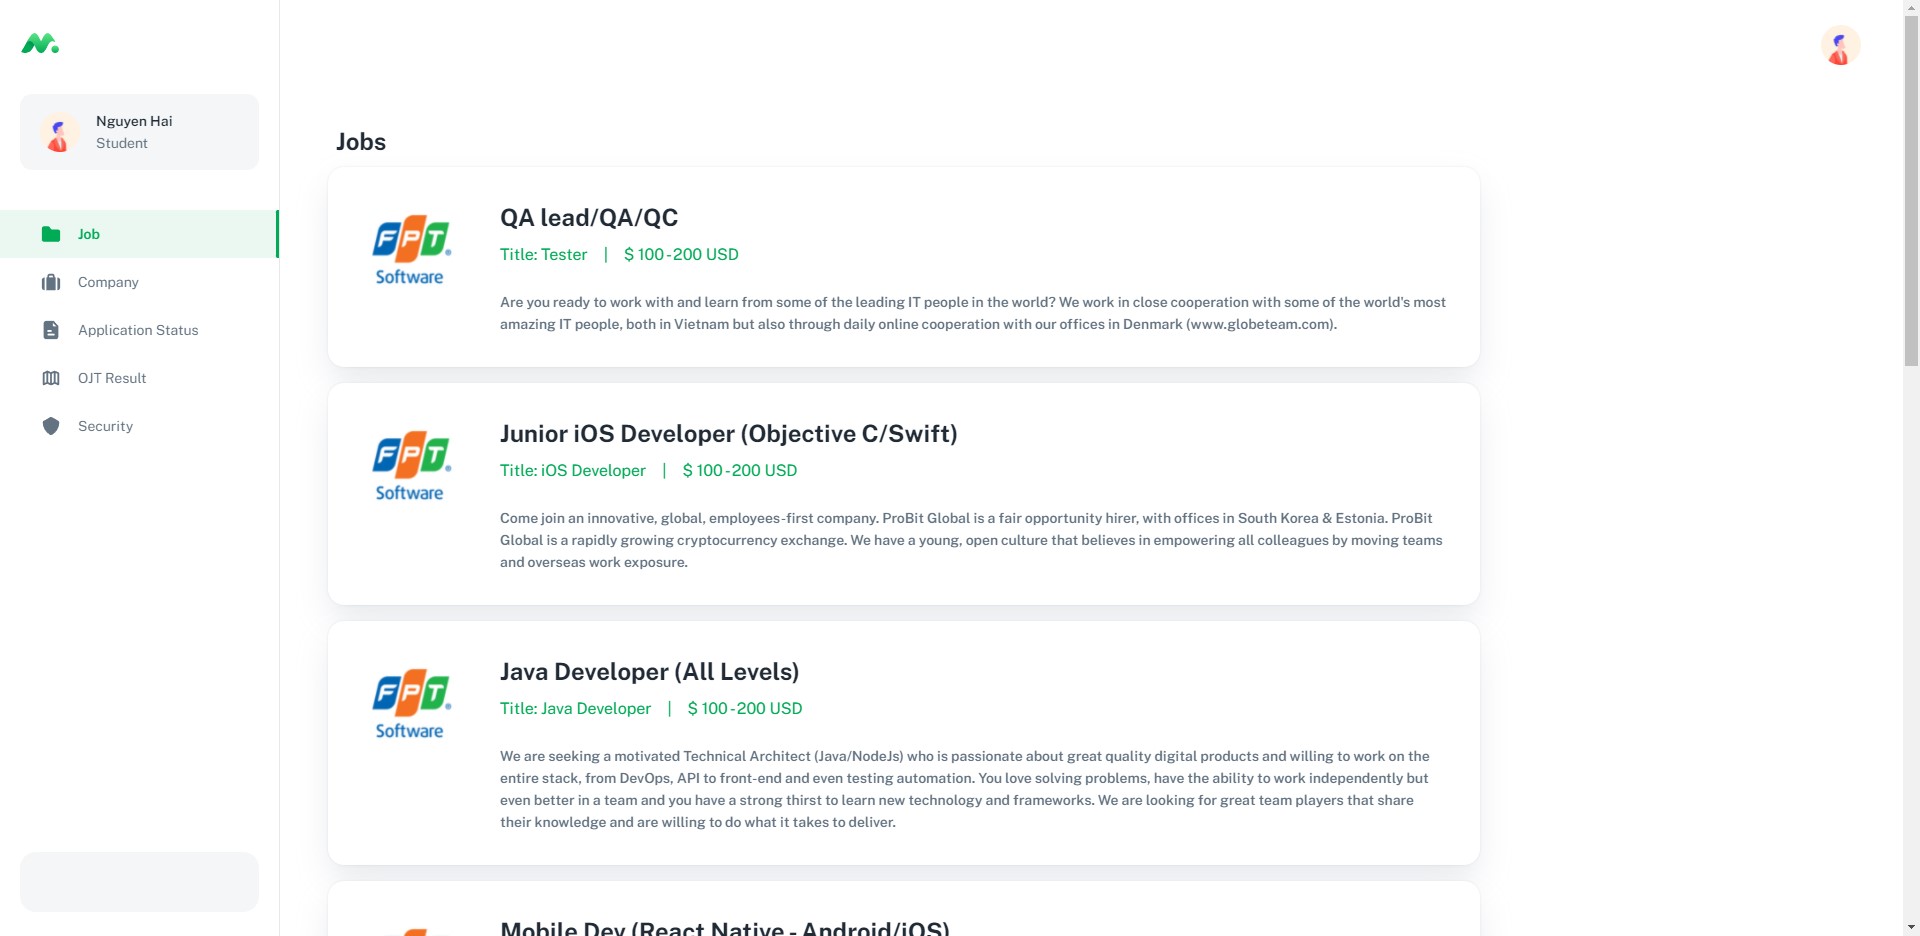 Nguyen Hai
Student
Job
Company
Application Status
OJT Result
Security
Jobs
FPT
Software
QA lead/QA/QC
Title: Tester | $ 100 - 200 USD
Are you ready to work with and learn from some of the leading IT people in the world? We work in close cooperation with some of the world's most
amazing IT people, both in Vietnam but also through daily online cooperation with our offices in Denmark (www.globeteam.com).
FPT
Software
Junior iOS Developer (Objective C/Swift)
Title: iOS Developer | $ 100 - 200 USD
Come join an innovative, global, employees-first company. ProBit Global is a fair opportunity hirer, with offices in South Korea & Estonia. ProBit
Global is a rapidly growing cryptocurrency exchange. We have a young, open culture that believes in empowering all colleagues by moving teams
and overseas work exposure.
FPT
Software
Java Developer (All Levels)
Title: Java Developer | $ 100 - 200 USD
We are seeking a motivated Technical Architect (Java/NodeJs) who is passionate about great quality digital products and willing to work on the
entire stack, from DevOps, API to front-end and even testing automation. You love solving problems, have the ability to work independently but
even better in a team and you have a strong thirst to learn new technology and frameworks. We are looking for great team players that share
their knowledge and are willing to do what it takes to deliver.
Mobile Dev (React Native - Android/iOS)